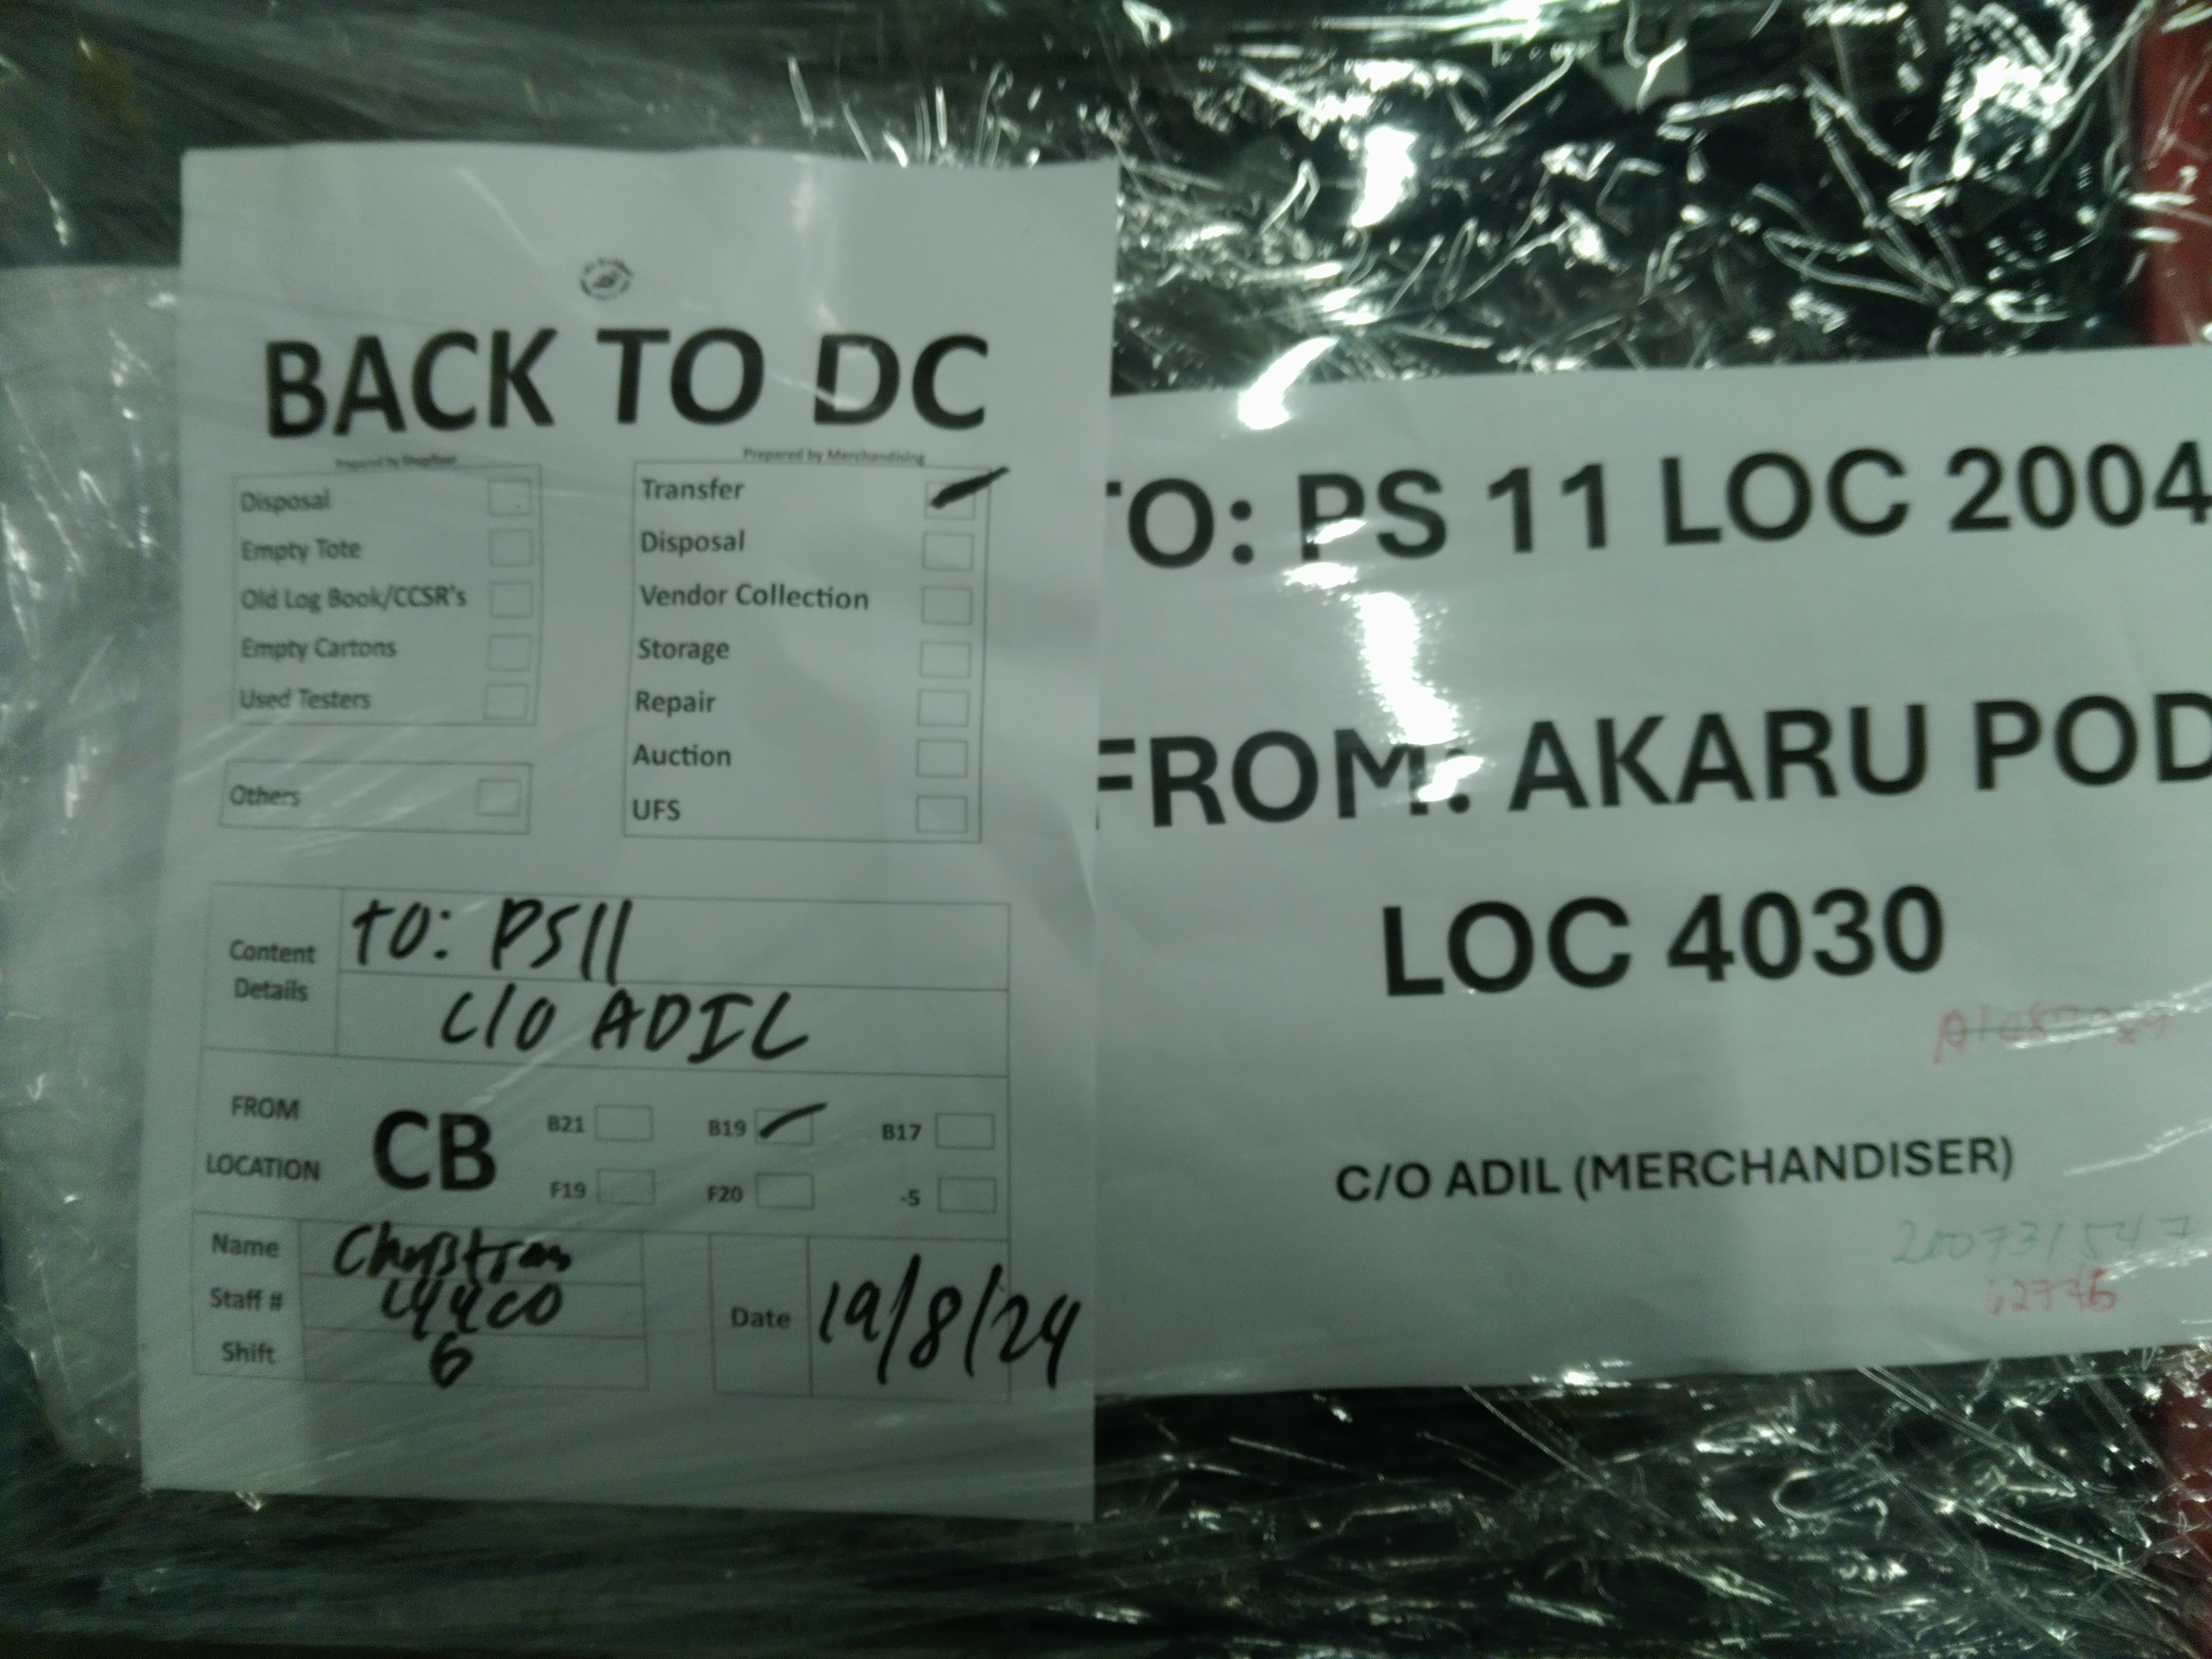 BACK TO DC
Prepared by Shopfloor
Disposal
Empty Tote
Old Log Book/CCSR's
Empty Cartons
Used Testers
Others
Prepared by Merchandising
Transfer
Disposal
Vendor Collection
Storage
Repair
Auction
UFS
Content Details
to: PS11
C/O ADIL
FROM LOCATION
CB
B21 B19 B17
F19 F20 -5
Name
Staff #
Shift 6
Date 19/8/24
TO: PS 11 LOC 2004
FROM: AKARU POD
LOC 4030
C/O ADIL (MERCHANDISER)